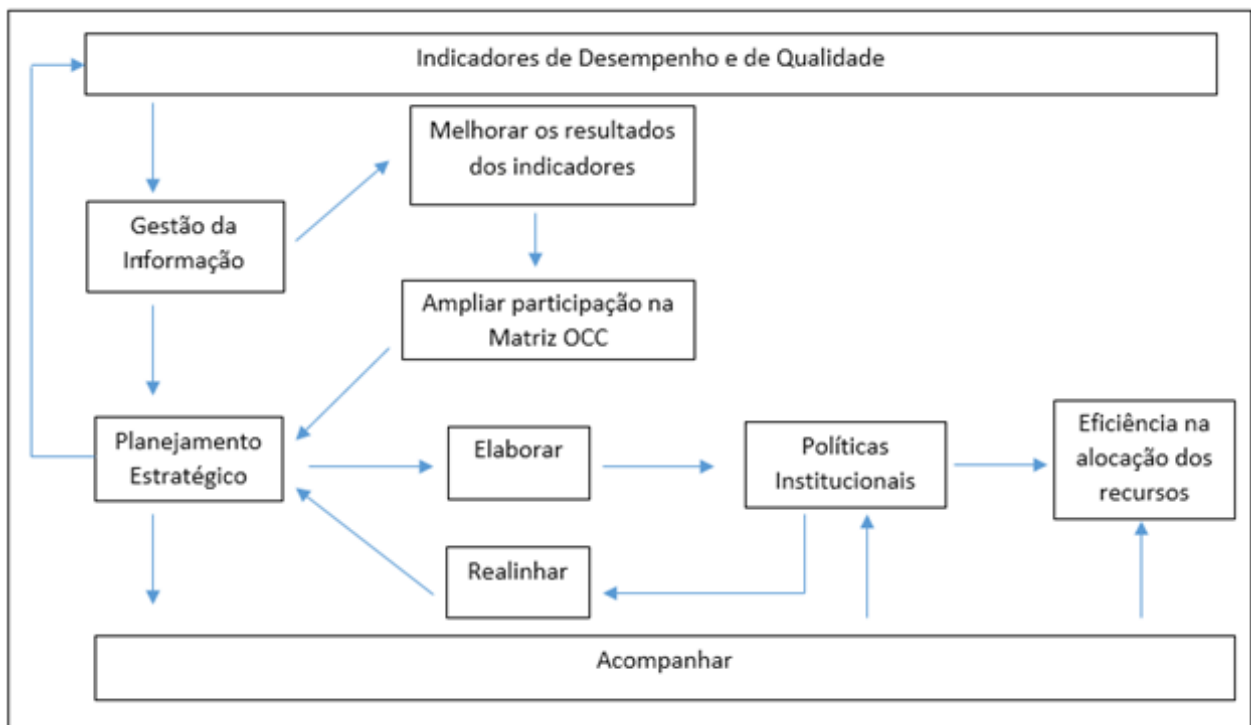 Indicadores de Desempenho e de Qualidade
Melhorar os resultados
dos indicadores
Gestão da
Informação
Ampliar participação na
Matriz OCC
Planejamento
Estratégico
Elaborar
Políticas
Institucionais
Eficiência na
alocação dos
recursos
Realinhar
Acompanhar